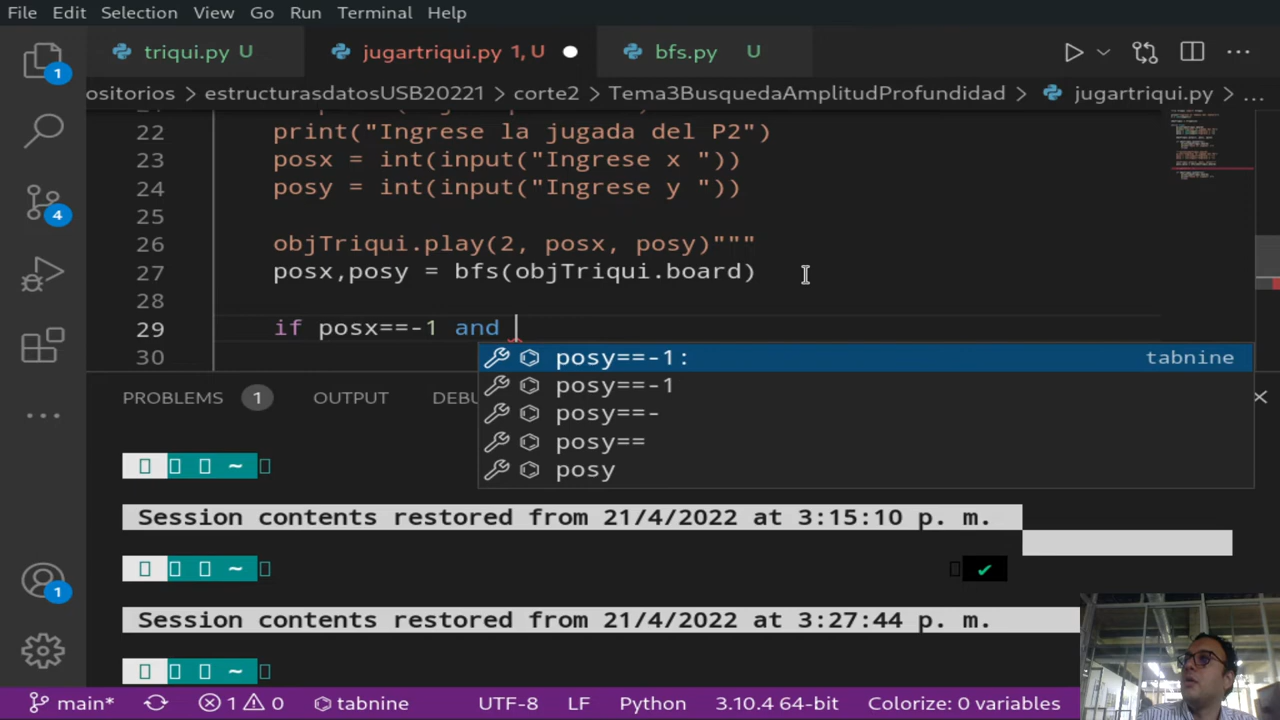 File Edit Selection View Go Run Terminal Help
triqui.py U jugartriqui.py 1, U bfs.py U
ositorios > estructurasdatosUSB20221 > corte2 > Tema3BusquedaAmplitudProfundidad > jugartriqui.py > ...
22 print("Ingrese la jugada del P2")
23 posx = int(input("Ingrese x "))
24 posy = int(input("Ingrese y "))
25
26 objTriqui.play(2, posx, posy)"""
27 posx,posy = bfs(objTriqui.board)
28
29 if posx==-1 and
30
posy==-1: tabnine
posy==-1
posy==-
posy==
posy
PROBLEMS 1 OUTPUT DEBU
~
Session contents restored from 21/4/2022 at 3:15:10 p. m.
~ ✔
Session contents restored from 21/4/2022 at 3:27:44 p. m.
~
1
4
1
main* 1 0 tabnine UTF-8 LF Python 3.10.4 64-bit Colorize: 0 variables